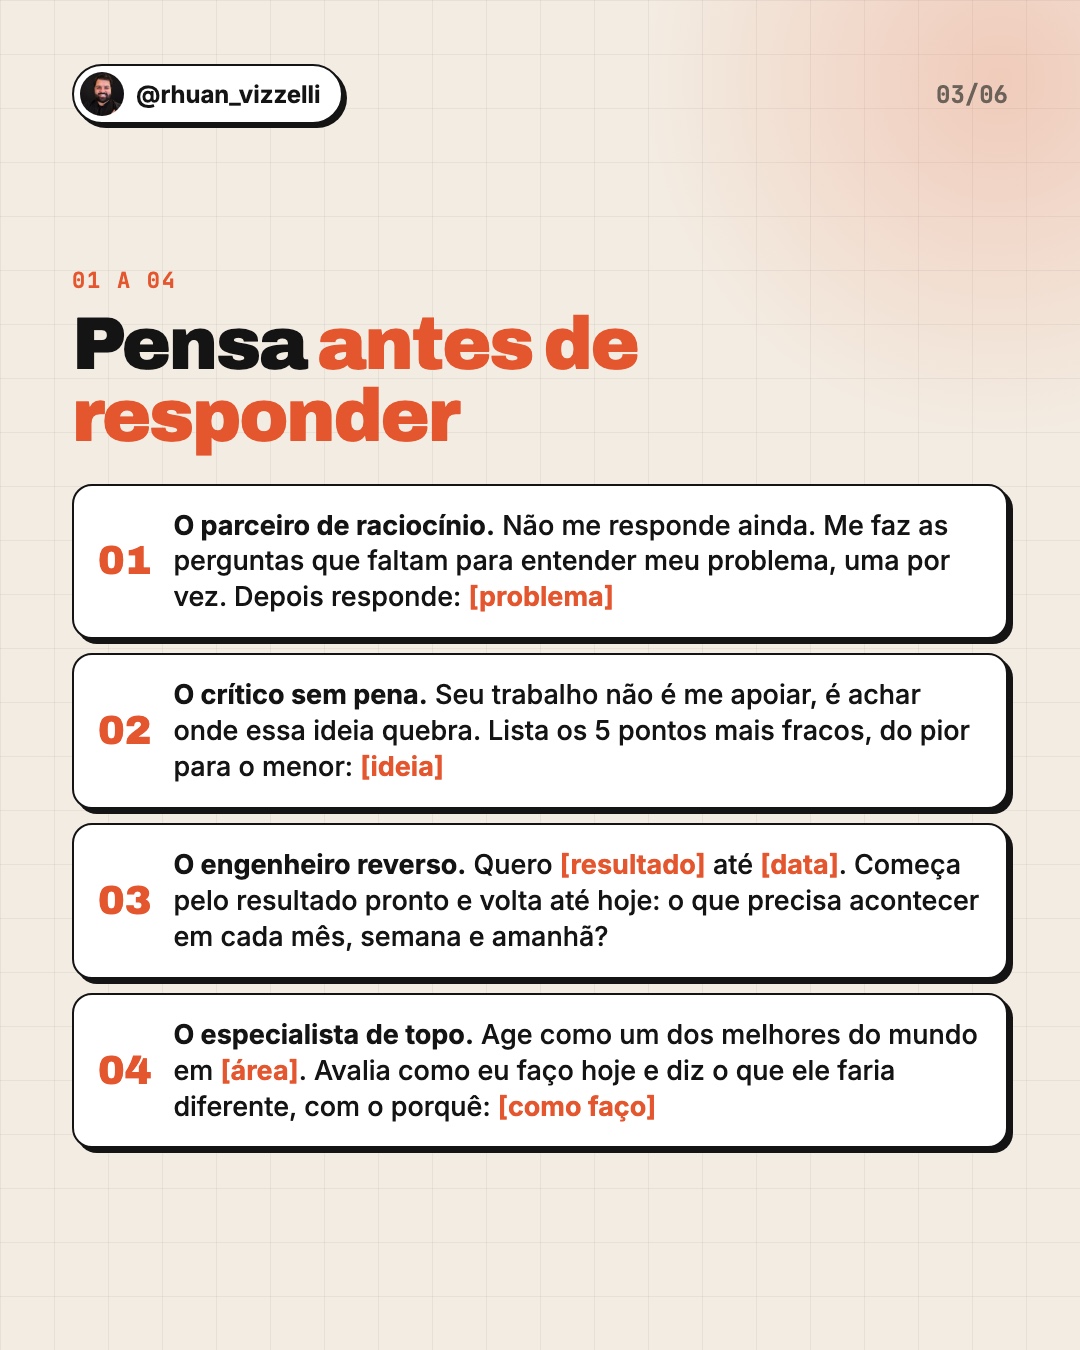 @rhuan_vizzelli
03/06
01 A 04
Pensa antes de
responder
01
O parceiro de raciocínio. Não me responde ainda. Me faz as
perguntas que faltam para entender meu problema, uma por
vez. Depois responde: [problema]
02
O crítico sem pena. Seu trabalho não é me apoiar, é achar
onde essa ideia quebra. Lista os 5 pontos mais fracos, do pior
para o menor: [ideia]
03
O engenheiro reverso. Quero [resultado] até [data]. Começa
pelo resultado pronto e volta até hoje: o que precisa acontecer
em cada mês, semana e amanhã?
04
O especialista de topo. Age como um dos melhores do mundo
em [área]. Avalia como eu faço hoje e diz o que ele faria
diferente, com o porquê: [como faço]